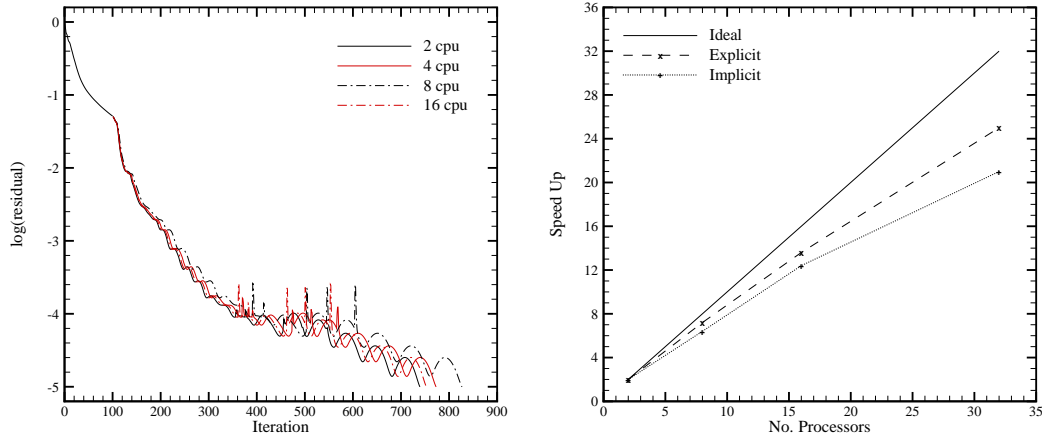 0
-1
-2
-3
-4
-5
log(residual)
0 100 200 300 400 500 600 700 800 900
Iteration
2 cpu
4 cpu
8 cpu
16 cpu
36
32
28
24
20
16
12
8
4
0
Speed Up
0 5 10 15 20 25 30 35
No. Processors
Ideal
Explicit
Implicit